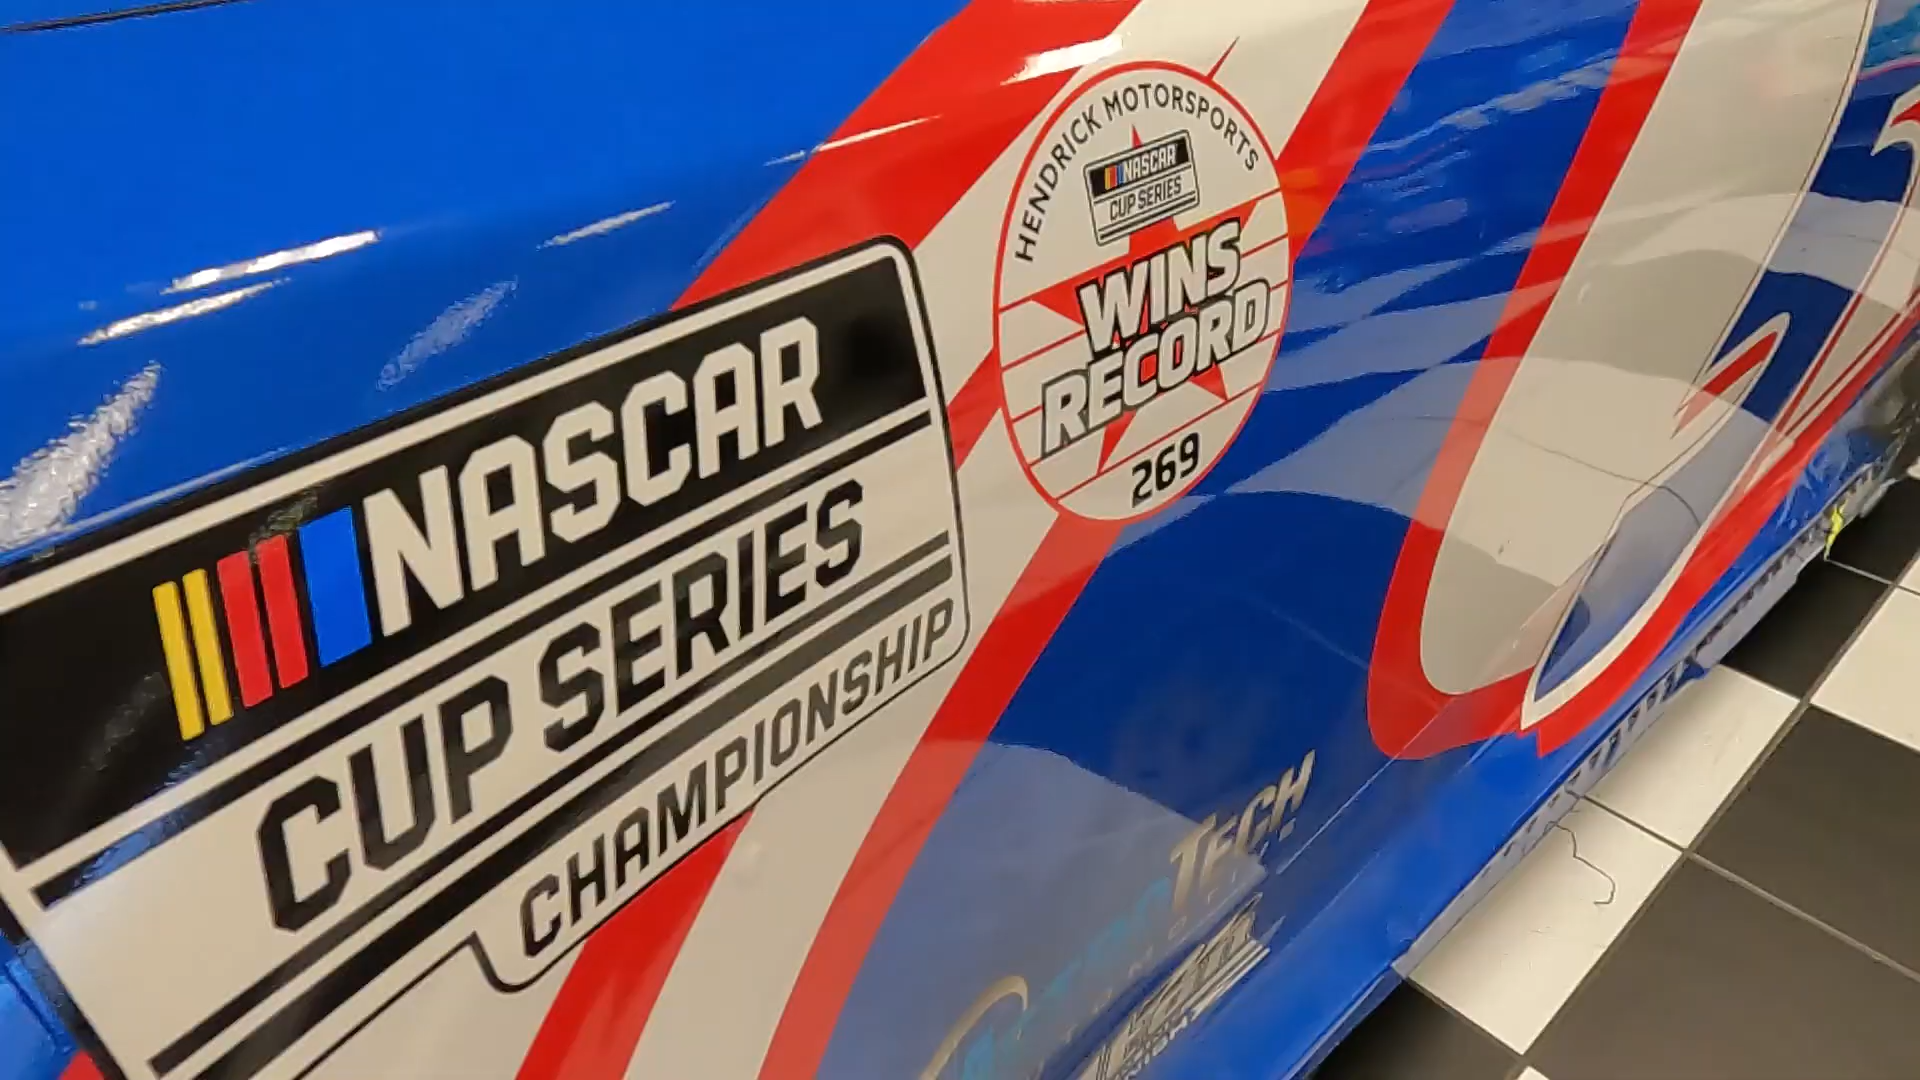 HENDRICK MOTORSPORTS
NASCAR
CUP SERIES
WINS
RECORD
269
NASCAR
CUP SERIES
CHAMPIONSHIP
TECH